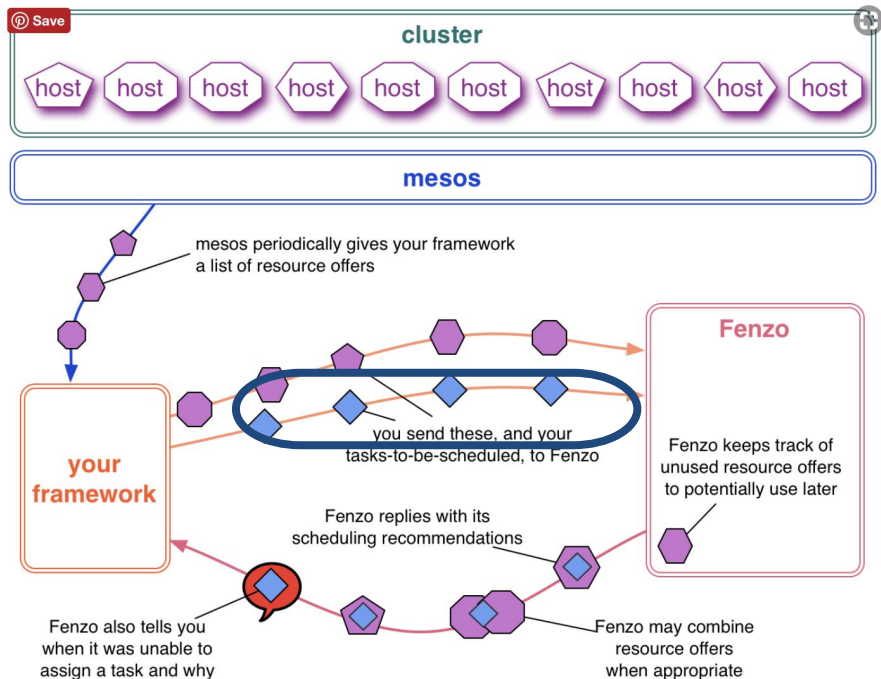 Save
cluster
host host host host host host host host host host
mesos
mesos periodically gives your framework
a list of resource offers
Fenzo
you send these, and your
tasks-to-be-scheduled, to Fenzo
your
framework
Fenzo keeps track of
unused resource offers
to potentially use later
Fenzo replies with its
scheduling recommendations
Fenzo also tells you
when it was unable to
assign a task and why
Fenzo may combine
resource offers
when appropriate